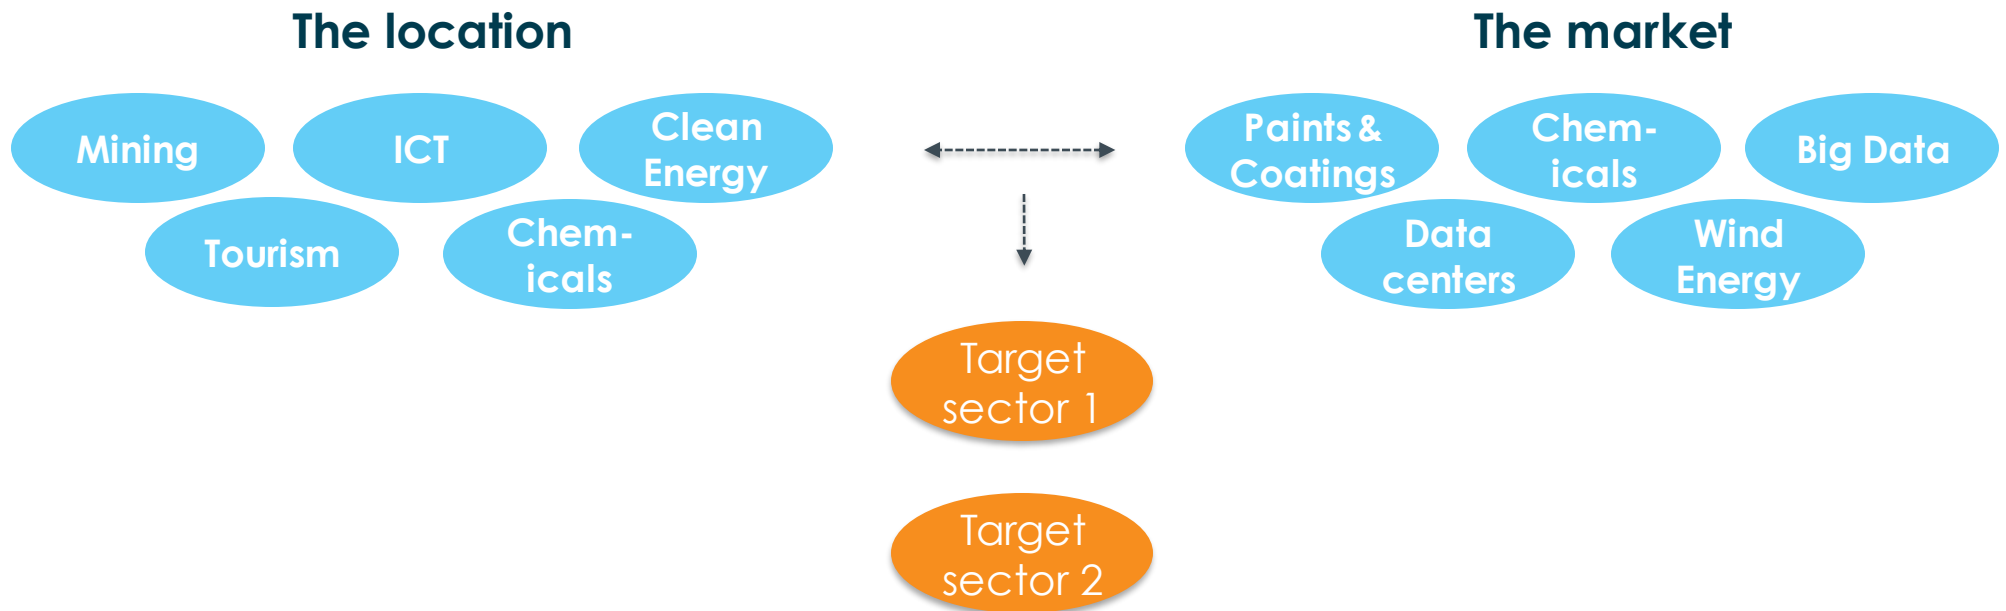 The location
The market
Mining
ICT
Clean
Energy
Tourism
Chem-
icals
Paints &
Coatings
Chem-
icals
Big Data
Data
centers
Wind
Energy
Target
sector 1
Target
sector 2